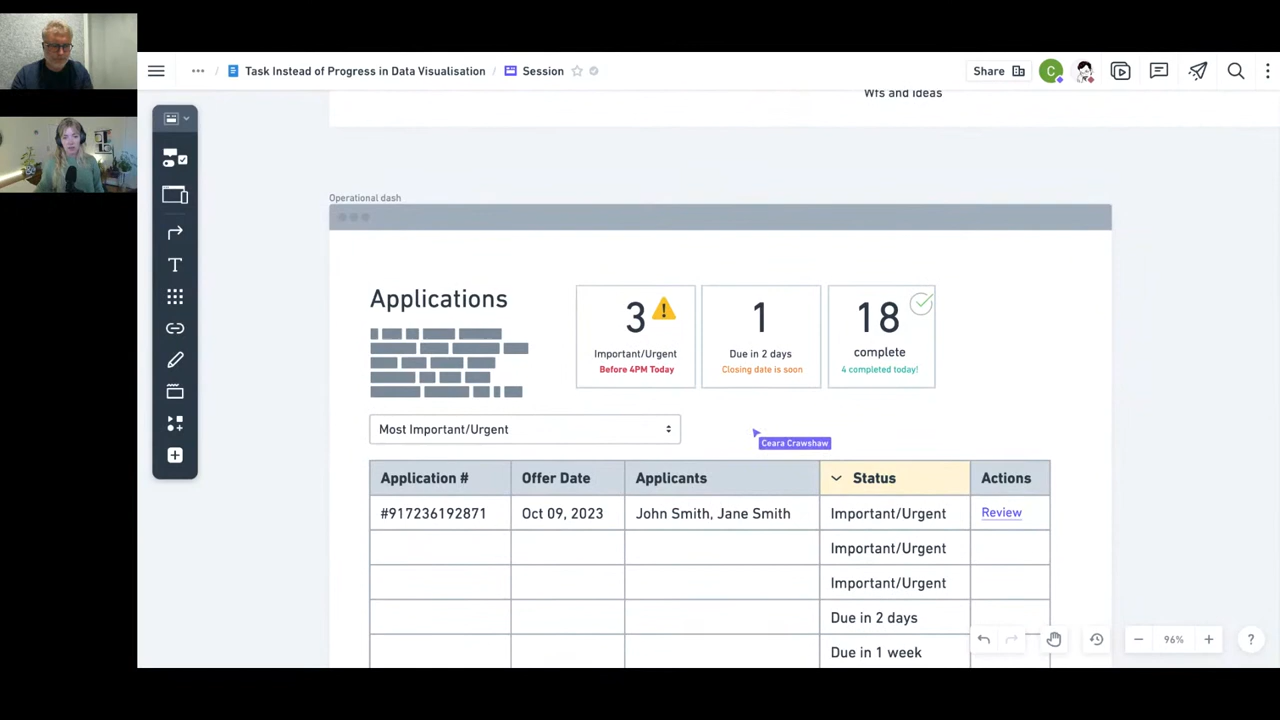 ... / Task Instead of Progress in Data Visualisation / Session
Share
C
Wfs and ideas
Operational dash
Applications
3
Important/Urgent
Before 4PM Today
1
Due in 2 days
Closing date is soon
18
complete
4 completed today!
Most Important/Urgent
Ceara Crawshaw
Application # Offer Date Applicants Status Actions
#917236192871 Oct 09, 2023 John Smith, Jane Smith Important/Urgent Review
Important/Urgent
Important/Urgent
Due in 2 days
Due in 1 week
96%